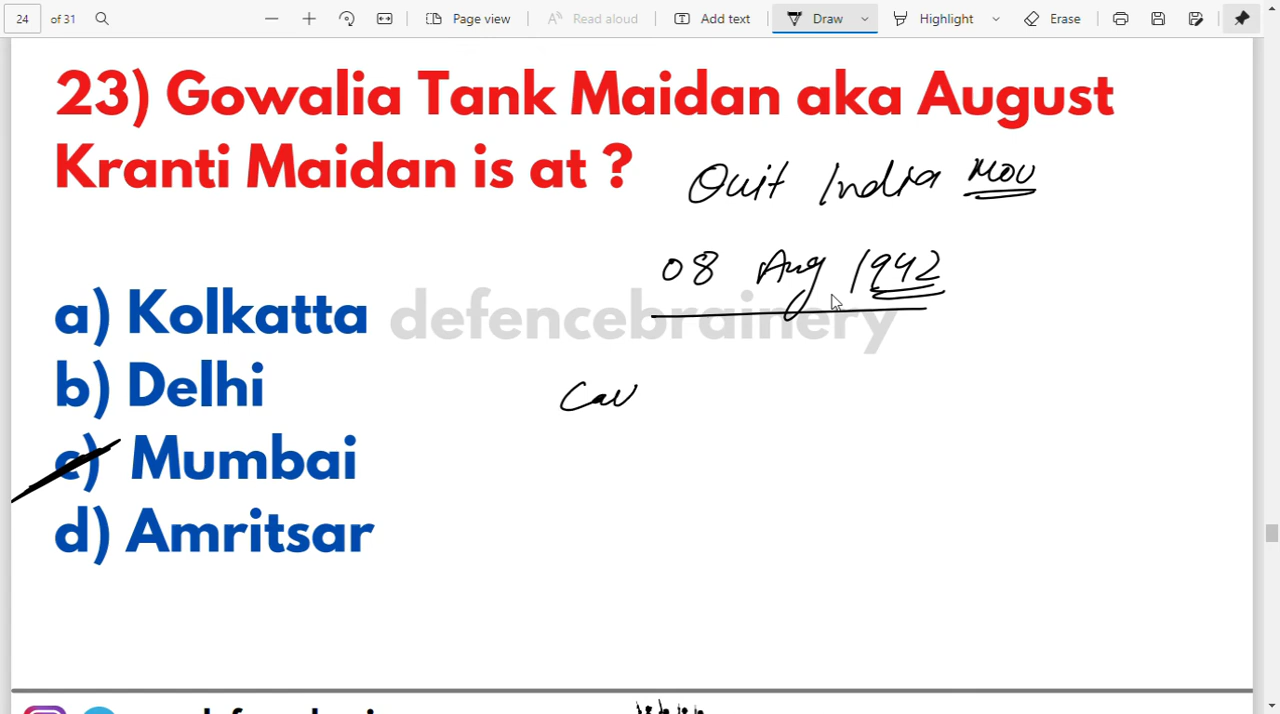 24 of 31 Page view Read aloud Add text Draw Highlight Erase
23) Gowalia Tank Maidan aka August
Kranti Maidan is at ?
Quit India Mov
08 Aug 1942
a) Kolkatta
defencebrainery
b) Delhi
Cau
c) Mumbai
d) Amritsar